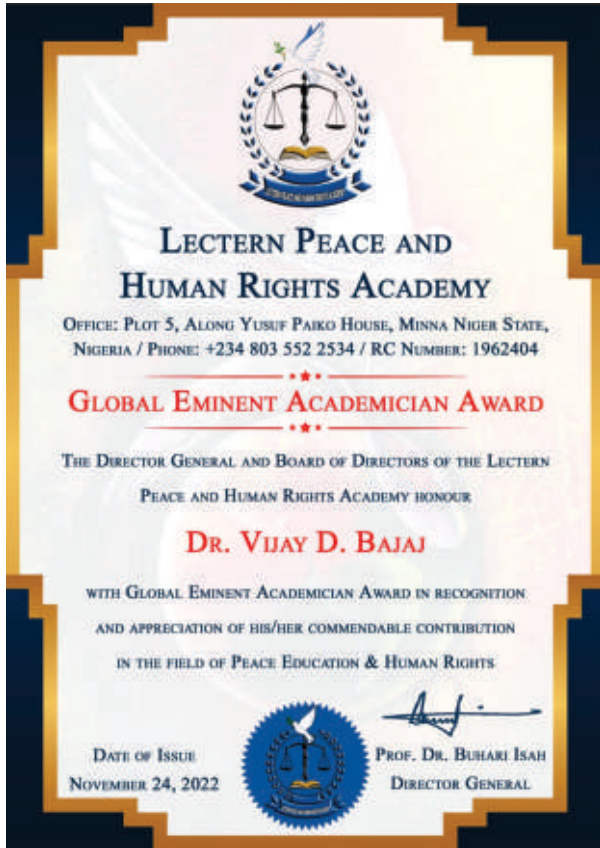 LECTERN PEACE AND
HUMAN RIGHTS ACADEMY
OFFICE: PLOT 5, ALONG YUSUF PAIKO HOUSE, MINNA NIGER STATE,
NIGERIA / PHONE: +234 803 552 2534 / RC NUMBER: 1962404
GLOBAL EMINENT ACADEMICIAN AWARD
THE DIRECTOR GENERAL AND BOARD OF DIRECTORS OF THE LECTERN
PEACE AND HUMAN RIGHTS ACADEMY HONOUR
DR. VIJAY D. BAJAJ
WITH GLOBAL EMINENT ACADEMICIAN AWARD IN RECOGNITION
AND APPRECIATION OF HIS/HER COMMENDABLE CONTRIBUTION
IN THE FIELD OF PEACE EDUCATION & HUMAN RIGHTS
DATE OF ISSUE
NOVEMBER 24, 2022
PROF. DR. BUHARI ISAH
DIRECTOR GENERAL